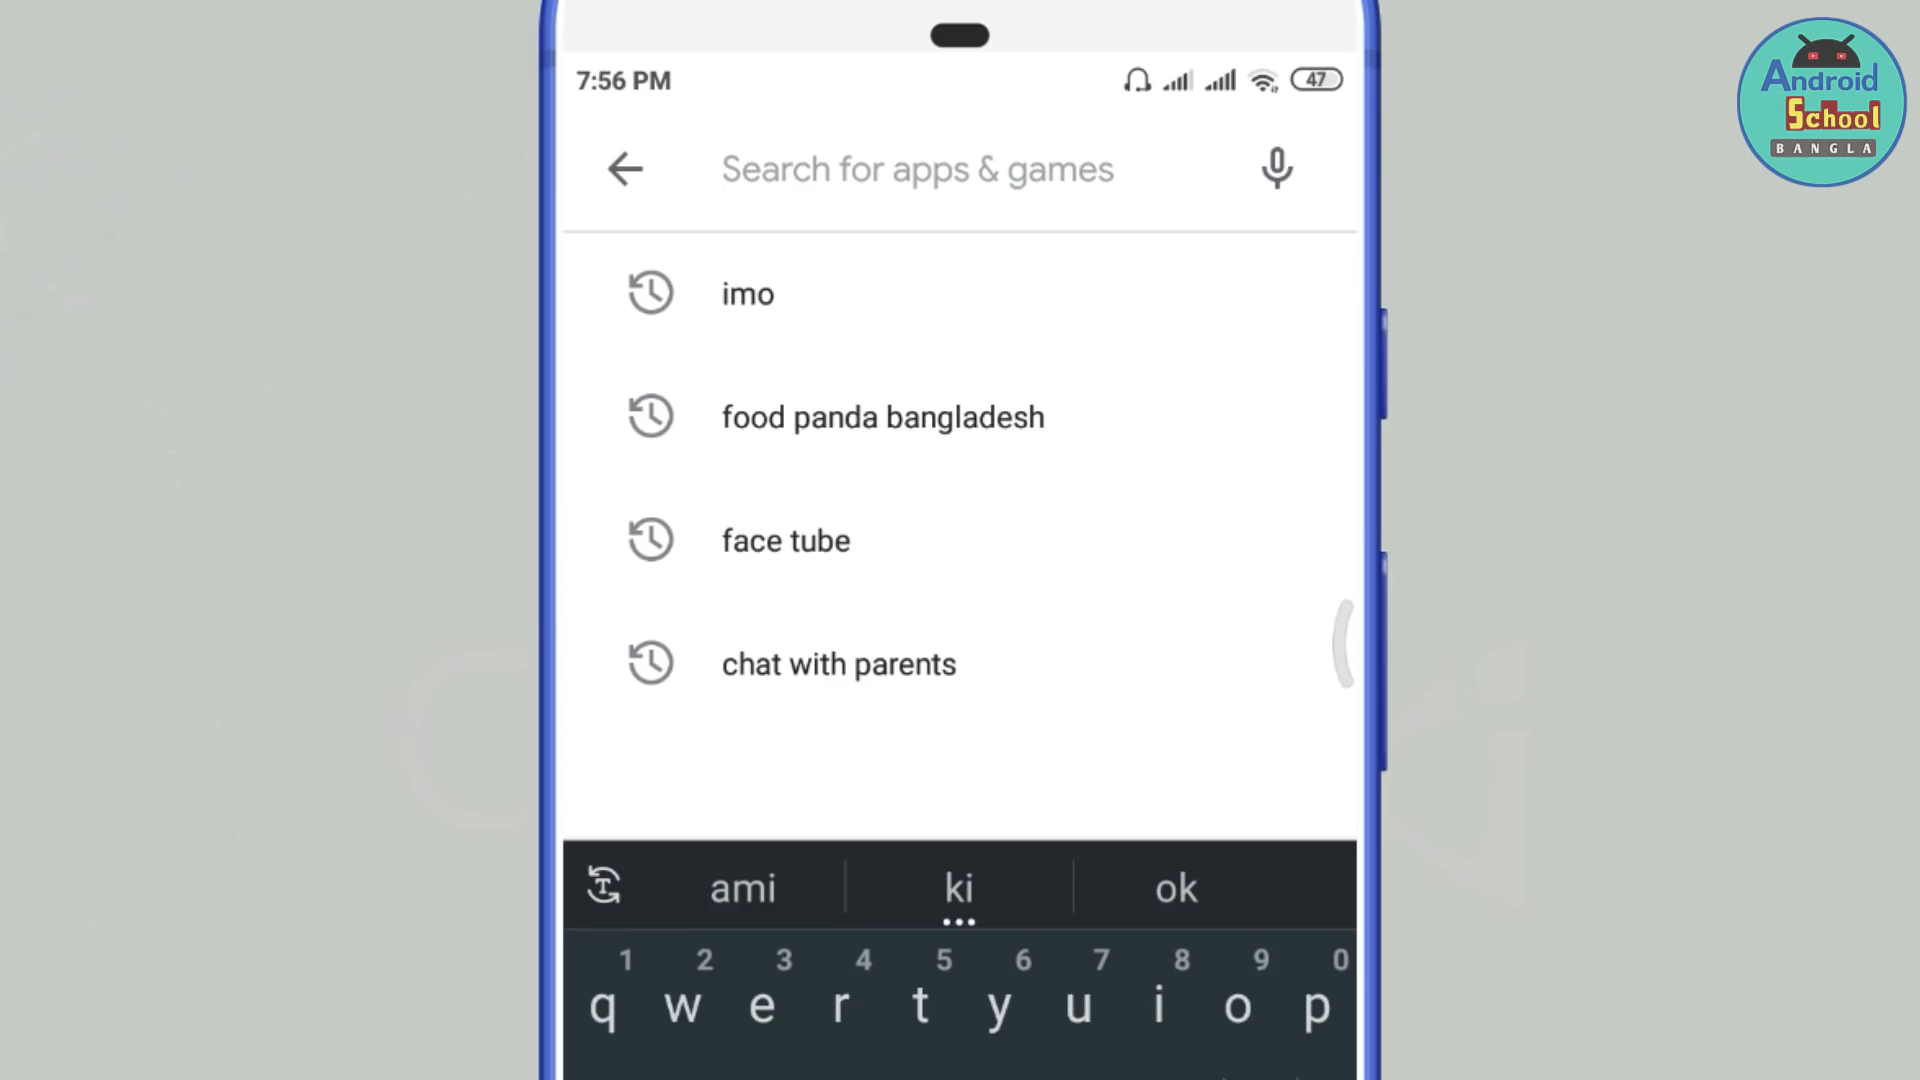 7:56 PM
47
Search for apps & games
imo
food panda bangladesh
face tube
chat with parents
ami ki ok
1 2 3 4 5 6 7 8 9 0
q w e r t y u i o p
Android
School
BANGLA